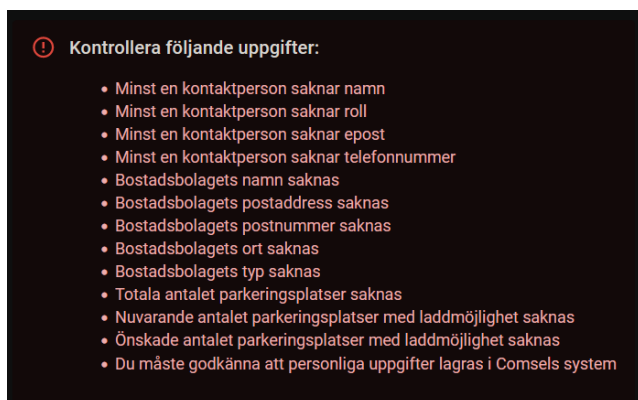 Kontrollera följande uppgifter:
• Minst en kontaktperson saknar namn
• Minst en kontaktperson saknar roll
• Minst en kontaktperson saknar epost
• Minst en kontaktperson saknar telefonnummer
• Bostadsbolagets namn saknas
• Bostadsbolagets postaddress saknas
• Bostadsbolagets postnummer saknas
• Bostadsbolagets ort saknas
• Bostadsbolagets typ saknas
• Totala antalet parkeringsplatser saknas
• Nuvarande antalet parkeringsplatser med laddmöjlighet saknas
• Önskade antalet parkeringsplatser med laddmöjlighet saknas
• Du måste godkänna att personliga uppgifter lagras i Comsels system